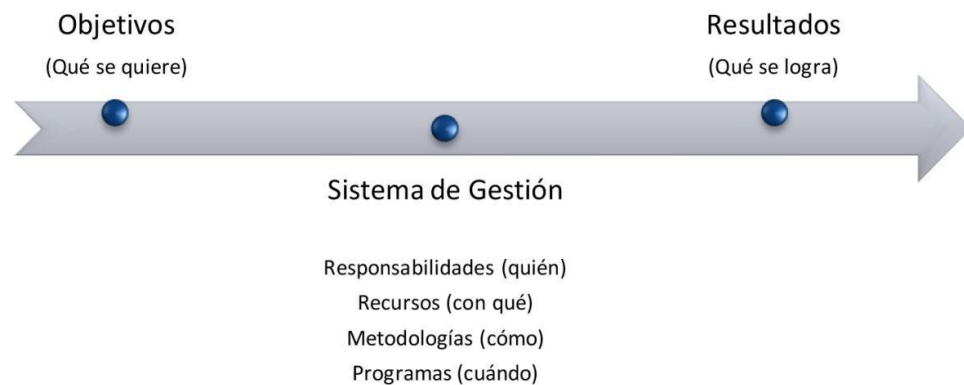 Objetivos
(Qué se quiere)
Resultados
(Qué se logra)
Sistema de Gestión
Responsabilidades (quién)
Recursos (con qué)
Metodologías (cómo)
Programas (cuándo)